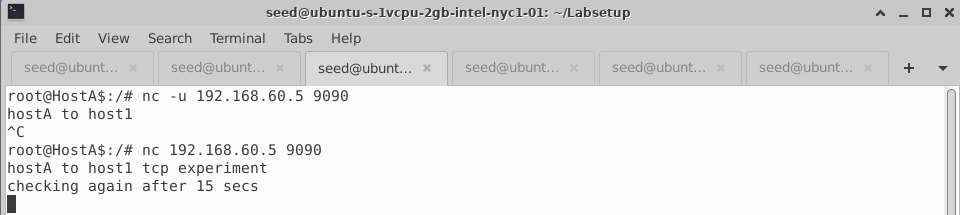 seed@ubuntu-s-1vcpu-2gb-intel-nyc1-01: ~/Labsetup
File Edit View Search Terminal Tabs Help
seed@ubunt... × seed@ubunt... × seed@ubunt... × seed@ubunt... × seed@ubunt... × seed@ubunt... ×
root@HostA$:/# nc -u 192.168.60.5 9090
hostA to host1
^C
root@HostA$:/# nc 192.168.60.5 9090
hostA to host1 tcp experiment
checking again after 15 secs